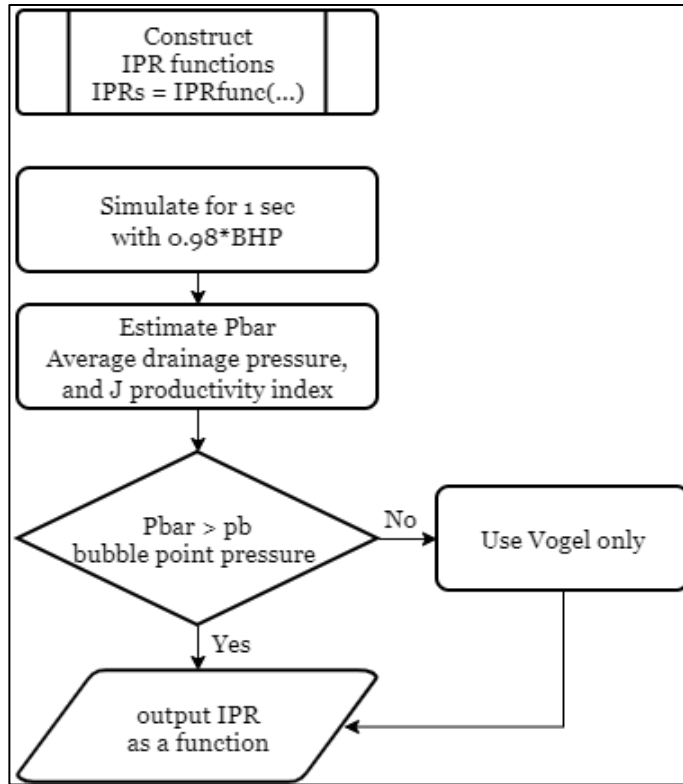 Construct
IPR functions
IPRs = IPRfunc(...)
Simulate for 1 sec
with 0.98*BHP
Estimate Pbar
Average drainage pressure,
and J productivity index
Pbar > pb
bubble point pressure
No
Use Vogel only
Yes
output IPR
as a function